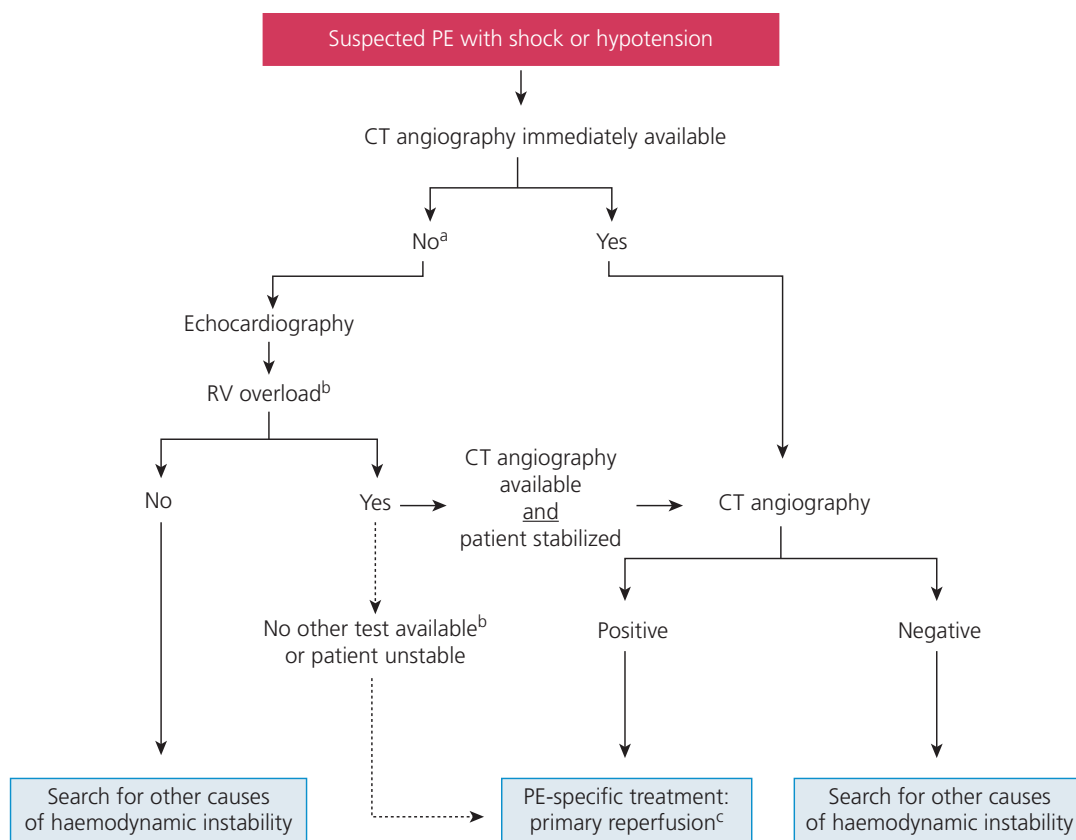 Suspected PE with shock or hypotension
CT angiography immediately available
Noᵃ
Yes
Echocardiography
RV overloadᵇ
No
Yes
CT angiography
available
and
patient stabilized
CT angiography
No other test availableᵇ
or patient unstable
Positive
Negative
Search for other causes
of haemodynamic instability
PE-specific treatment:
primary reperfusionᶜ
Search for other causes
of haemodynamic instability